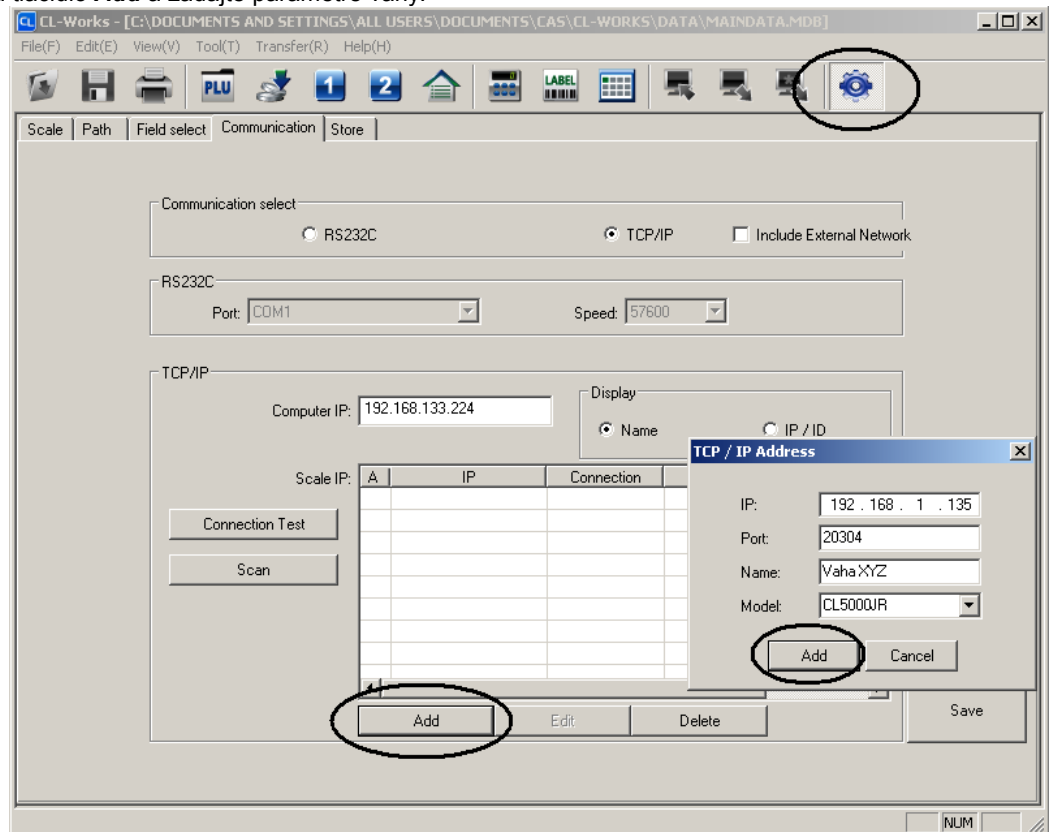 CL-Works - [C:\DOCUMENTS AND SETTINGS\ALL USERS\DOCUMENTS\CAS\CL-WORKS\DATA\MAINDATA.MDB]
File(F) Edit(E) View(V) Tool(T) Transfer(R) Help(H)
PLU 1 2 LABEL
Scale Path Field select Communication Store
Communication select
RS232C TCP/IP Include External Network
RS232C
Port: COM1 Speed: 57600
TCP/IP
Computer IP: 192.168.133.224
Display
Name IP / ID
Scale IP: A IP Connection
Connection Test
Scan
Add Edit Delete
Save
TCP / IP Address
IP: 192 . 168 . 1 . 135
Port: 20304
Name: Vaha XYZ
Model: CL5000JR
Add Cancel
NUM